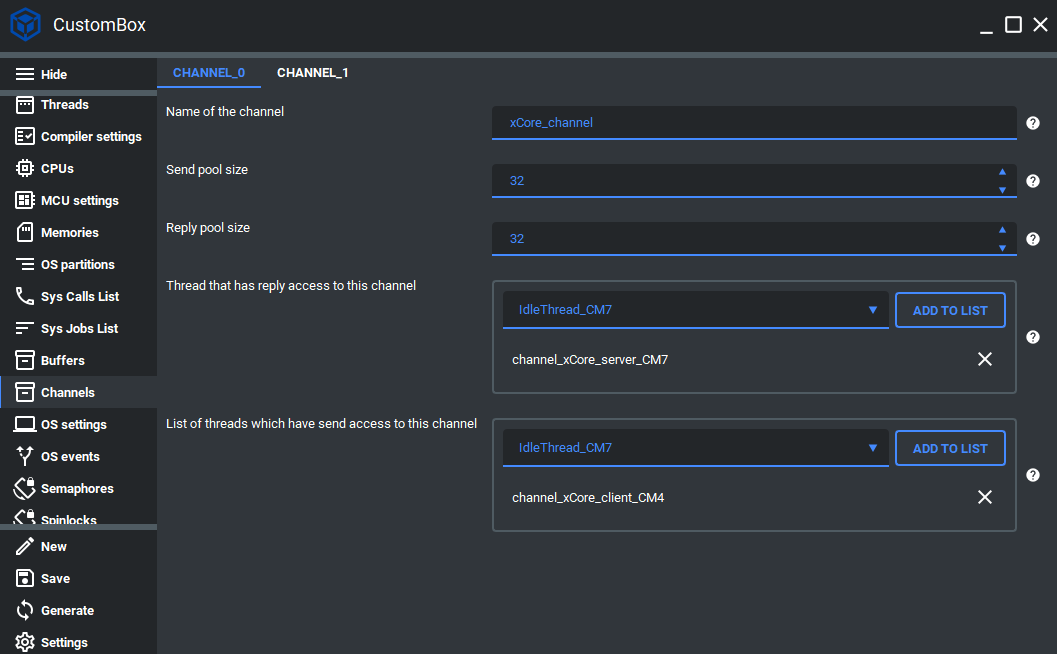 CustomBox
Hide
Threads
Compiler settings
CPUs
MCU settings
Memories
OS partitions
Sys Calls List
Sys Jobs List
Buffers
Channels
OS settings
OS events
Semaphores
Spinlocks
New
Save
Generate
Settings
CHANNEL_0 CHANNEL_1
Name of the channel
xCore_channel
Send pool size
32
Reply pool size
32
Thread that has reply access to this channel
IdleThread_CM7 ADD TO LIST
channel_xCore_server_CM7
List of threads which have send access to this channel
IdleThread_CM7 ADD TO LIST
channel_xCore_client_CM4